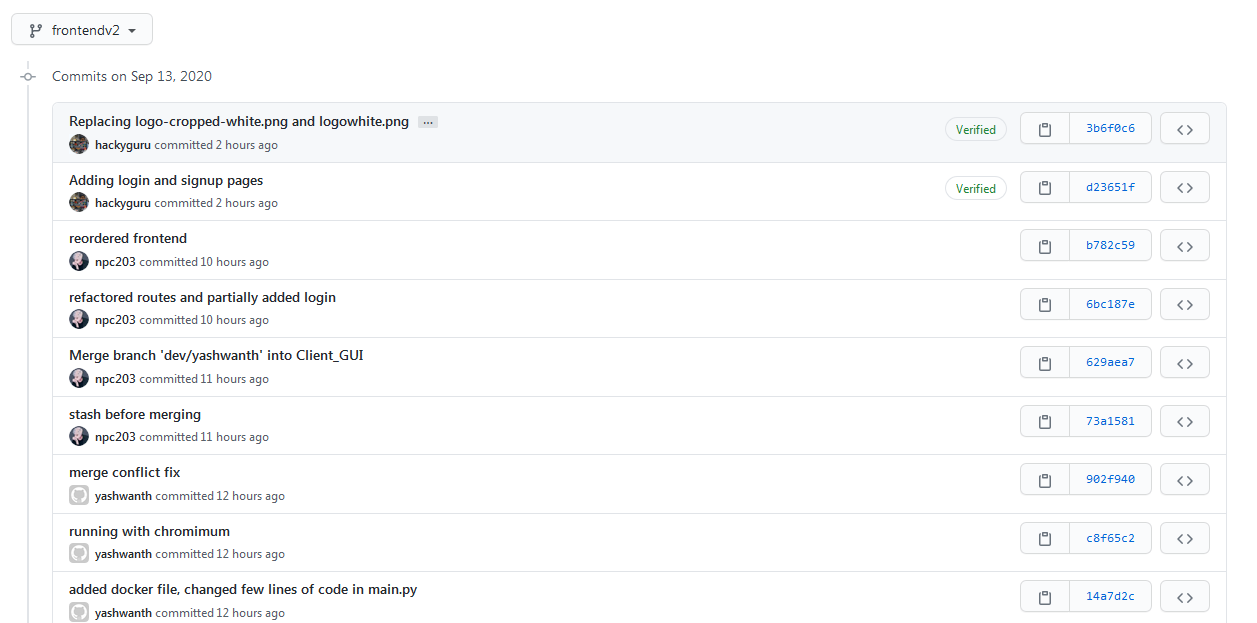 frontendv2
Commits on Sep 13, 2020
Replacing logo-cropped-white.png and logowhite.png ...
hackyguru committed 2 hours ago
Verified
3b6f0c6
Adding login and signup pages
hackyguru committed 2 hours ago
Verified
d23651f
reordered frontend
npc203 committed 10 hours ago
b782c59
refactored routes and partially added login
npc203 committed 10 hours ago
6bc187e
Merge branch 'dev/yashwanth' into Client_GUI
npc203 committed 11 hours ago
629aea7
stash before merging
npc203 committed 11 hours ago
73a1581
merge conflict fix
yashwanth committed 12 hours ago
902f940
running with chromimum
yashwanth committed 12 hours ago
c8f65c2
added docker file, changed few lines of code in main.py
yashwanth committed 12 hours ago
14a7d2c